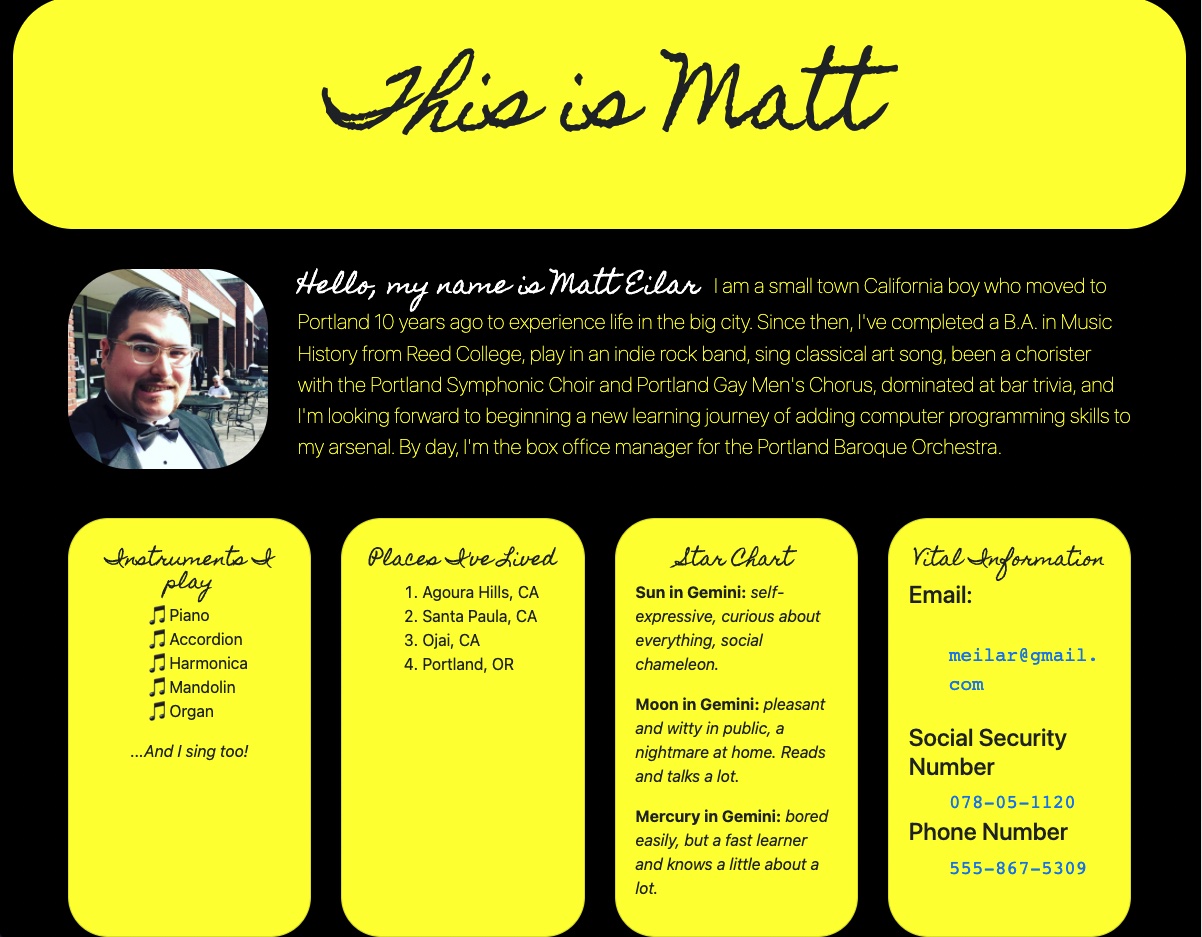 This is Matt
Hello, my name is Matt Eilar I am a small town California boy who moved to
Portland 10 years ago to experience life in the big city. Since then, I've completed a B.A. in Music
History from Reed College, play in an indie rock band, sing classical art song, been a chorister
with the Portland Symphonic Choir and Portland Gay Men's Chorus, dominated at bar trivia, and
I'm looking forward to beginning a new learning journey of adding computer programming skills to
my arsenal. By day, I'm the box office manager for the Portland Baroque Orchestra.
Instruments I
play
🎵 Piano
🎵 Accordion
🎵 Harmonica
🎵 Mandolin
🎵 Organ
...And I sing too!
Places I've Lived
1. Agoura Hills, CA
2. Santa Paula, CA
3. Ojai, CA
4. Portland, OR
Star Chart
Sun in Gemini: self-
expressive, curious about
everything, social
chameleon.
Moon in Gemini: pleasant
and witty in public, a
nightmare at home. Reads
and talks a lot.
Mercury in Gemini: bored
easily, but a fast learner
and knows a little about a
lot.
Vital Information
Email:
meilar@gmail.
com
Social Security
Number
078-05-1120
Phone Number
555-867-5309